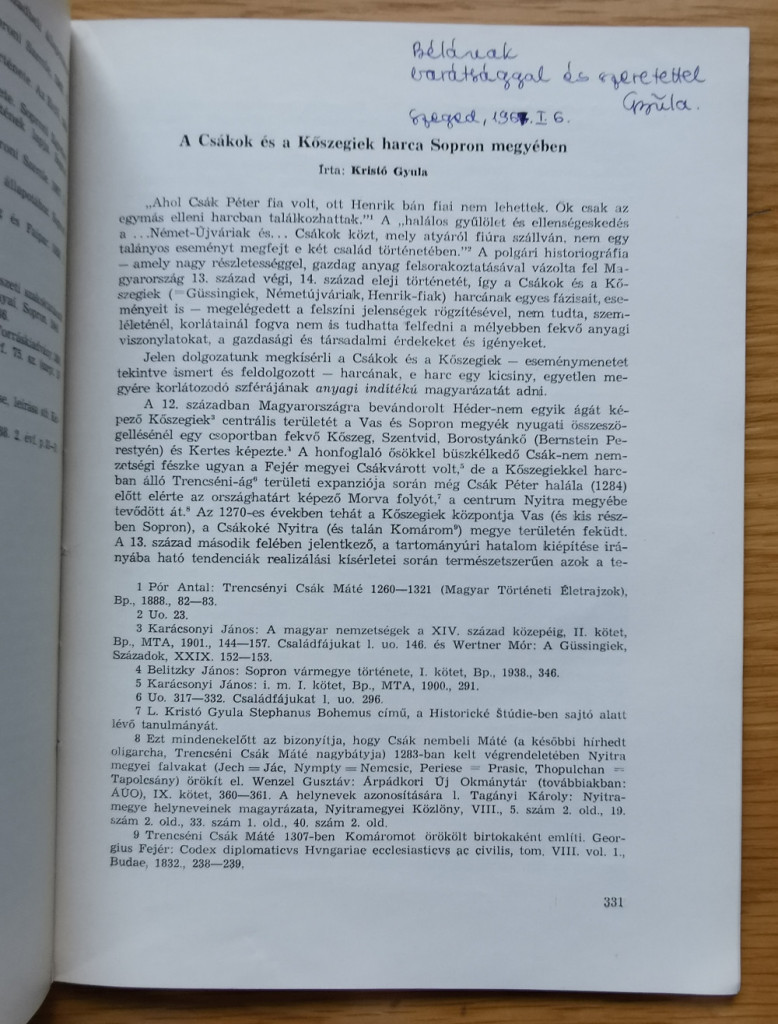 Bélának
barátsággal és szeretettel
Gyula.
Szeged, 1967. I. 6.
A Csákok és a Kőszegiek harca Sopron megyében
Írta: Kristó Gyula
„Ahol Csák Péter fia volt, ott Henrik bán fiai nem lehettek. Ők csak az
egymás elleni harcban találkozhattak.”¹ A „halálos gyűlölet és ellenségeskedés
a ...Német-Újváriak és... Csákok közt, mely atyáról fiúra szállván, nem egy
talányos eseményt megfejt e két család történetében.”² A polgári historiográfia
— amely nagy részletességgel, gazdag anyag felsorakoztatásával vázolta fel Ma-
gyarország 13. század végi, 14. század eleji történetét, így a Csákok és a Kő-
szegiek (=Güssingiek, Németújváriak, Henrik-fiak) harcának egyes fázisait, ese-
ményeit is — megelégedett a felszíni jelenségek rögzítésével, nem tudta, szem-
léleténél, korlátainál fogva nem is tudhatta felfedni a mélyebben fekvő anyagi
viszonylatokat, a gazdasági és társadalmi érdekeket és igényeket.
Jelen dolgozatunk megkísérli a Csákok és a Kőszegiek — eseménymenetet
tekintve ismert és feldolgozott — harcának, e harc egy kicsiny, egyetlen me-
gyére korlátozodó szférájának anyagi indítékú magyarázatát adni.
A 12. században Magyarországra bevándorolt Héder-nem egyik ágát ké-
pező Kőszegiek³ centrális területét a Vas és Sopron megyék nyugati összeszö-
gellésénél egy csoportban fekvő Kőszeg, Szentvid, Borostyánkő (Bernstein Pe-
restyén) és Kertes képezte.⁴ A honfoglaló ősökkel büszkélkedő Csák-nem nem-
zetségi fészke ugyan a Fejér megyei Csákvárott volt,⁵ de a Kőszegiekkel harc-
ban álló Trencséni-ág⁶ területi expanziója során még Csák Péter halála (1284)
előtt elérte az országhatárt képező Morva folyót,⁷ a centrum Nyitra megyébe
tevődött át.⁸ Az 1270-es években tehát a Kőszegiek központja Vas (és kis rész-
ben Sopron), a Csákoké Nyitra (és talán Komárom⁹) megye területén feküdt.
A 13. század második felében jelentkező, a tartományúri hatalom kiépítése irá-
nyába ható tendenciák realizálási kísérletei során természetszerűen azok a te-
1 Pór Antal: Trencsényi Csák Máté 1260—1321 (Magyar Történeti Életrajzok),
Bp., 1888., 82—83.
2 Uo. 23.
3 Karácsonyi János: A magyar nemzetségek a XIV. század közepéig, II. kötet,
Bp., MTA, 1901., 144—157. Családfájukat l. uo. 146. és Wertner Mór: A Güssingiek,
Századok, XXIX. 152—153.
4 Belitzky János: Sopron vármegye története, I. kötet, Bp., 1938., 346.
5 Karácsonyi János: i. m. I. kötet, Bp., MTA, 1900., 291.
6 Uo. 317—332. Családfájukat l. uo. 296.
7 L. Kristó Gyula Stephanus Bohemus című, a Historické Štúdie-ben sajtó alatt
lévő tanulmányát.
8 Ezt mindenekelőtt az bizonyítja, hogy Csák nembeli Máté (a későbbi hírhedt
oligarcha, Trencséni Csák Máté nagybátyja) 1283-ban kelt végrendeletében Nyitra
megyei falvakat (Jech = Jác, Nympty = Nemcsic, Periese = Prasic, Thopulchan =
Tapolcsány) örökít el. Wenzel Gusztáv: Árpádkori Új Okmánytár (továbbiakban:
ÁÚO), IX. kötet, 360—361. A helynevek azonosítására l. Tagányi Károly: Nyitra-
megye helyneveinek magayrázata, Nyitramegyei Közlöny, VIII., 5. szám 2. old., 19.
szám 2. old., 33. szám 1. old., 40. szám 2. old.
9 Trencséni Csák Máté 1307-ben Komáromot örökölt birtokaként említi. Geor-
gius Fejér: Codex diplomaticvs Hvngariae ecclesiasticvs ac civilis, tom. VIII. vol. 1.,
Budae, 1832., 238—239.
331